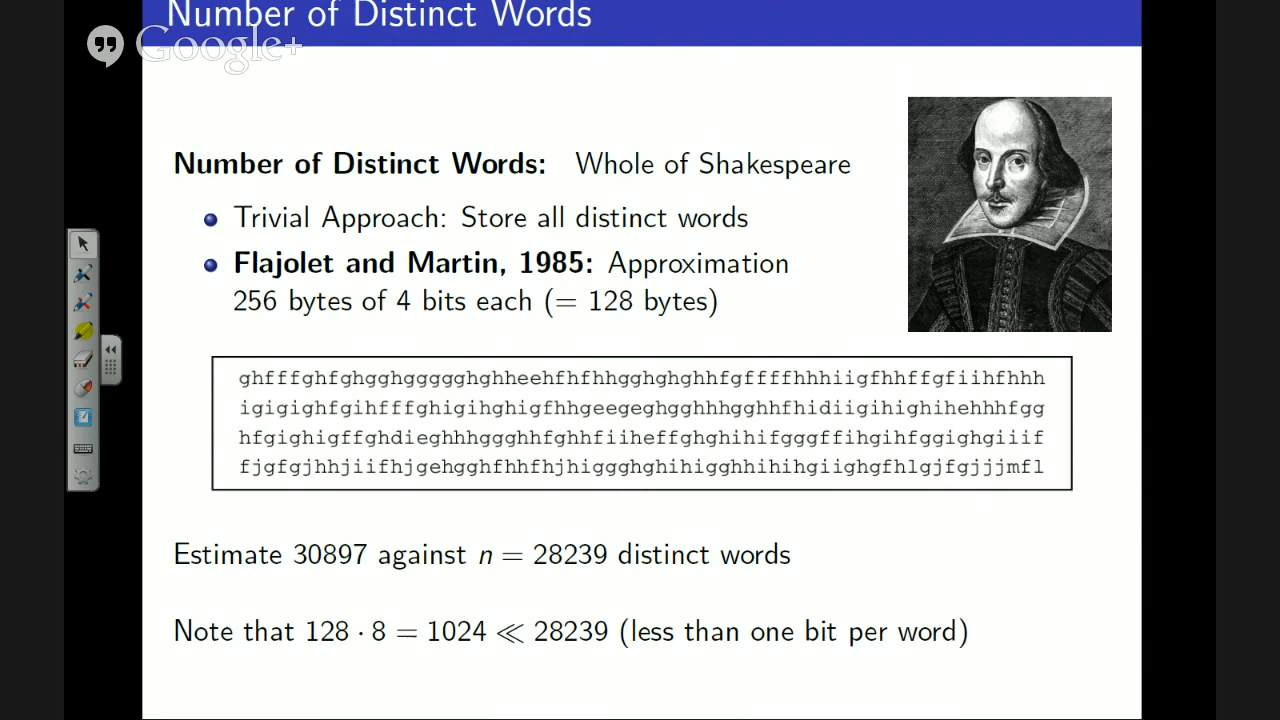 Number of Distinct Words
Google+
Number of Distinct Words: Whole of Shakespeare
Trivial Approach: Store all distinct words
Flajolet and Martin, 1985: Approximation
256 bytes of 4 bits each (= 128 bytes)
ghfffghfghgghggggghghheehfhfhhgghghghhfgffffhhhiigfhhffgfiihfhhh
igigighfgihfffghigihghigfhhgeegeghgghhhgghhfhidiigihighihehhhfgg
hfgighigffghdieghhhggghhfghhfiiheffghghihifgggffihgihfggighgiiif
fjgfgjhhjiifhjgehgghfhhfhjhiggghghihigghhihihgiighgfhlgjfgjjjmfl
Estimate 30897 against n = 28239 distinct words
Note that 128 · 8 = 1024 ≪ 28239 (less than one bit per word)